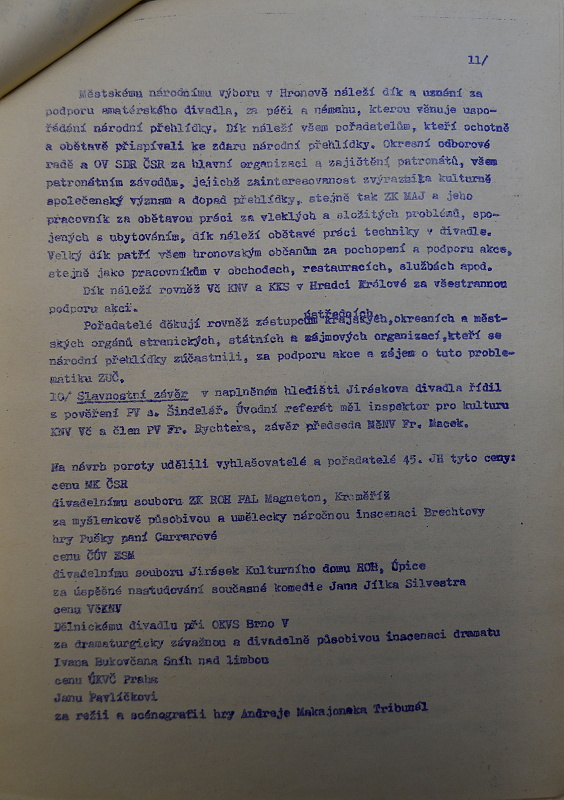 11/
Městskému národnímu výboru v Hronově náleží dík a uznání za
podporu amatérského divadla, za péči a námahu, kterou věnuje uspo-
řádání národní přehlídky. Dík náleží všem pořadatelům, kteří ochotně
a obětavě přispívali ke zdaru národní přehlídky. Okresní odborové
radě a OV SDR ČSR za hlavní organizaci a zajištění patronátů, všem
patronátním závodům, jejichž zainteresovanost zvýraznila kulturně
společenský význam a dopad přehlídky, stejně tak ZK MAJ a jeho
pracovník za obětavou práci za vleklých a složitých problémů, spo-
jených s ubytováním, dík náleží obětavé práci techniky v divadle.
Velký dík patří všem hronovským občanům za pochopení a podporu akce,
stejně jako pracovníkům v obchodech, restauracích, službách apod.
Dík náleží rovněž Vč KNV a KKS v Hradci Králové za všestrannou
podporu akci.
ústředních,
Pořadatelé děkují rovněž zástupcům krajských, okresních a měst-
ských orgánů stranických, státních a zájmových organizací, kteří se
národní přehlídky zúčastnili, za podporu akce a zájem o tuto proble-
matiku ZUČ.
10/ Slavnostní závěr v naplněném hledišti Jiráskova divadla řídil
z pověření PV s. Šindelář. Úvodní referát měl inspektor pro kulturu
KNV Vč a člen PV Fr. Rychtera, závěr předseda MěNV Fr. Macek.
Na návrh poroty udělili vyhlašovatelé a pořadatelé 45. JH tyto ceny:
cenu MK ČSR
divadelnímu souboru ZK ROH PAL Magneton, Kroměříž
za myšlenkově působivou a umělecky náročnou inscenaci Brechtovy
hry Pušky paní Carrarové
cenu ČÚV SSM
divadelnímu souboru Jirásek Kulturního domu ROH, Úpice
za úspěšné nastudování současné komedie Jana Jílka Silvestra
cenu VčKNV
Dělnickému divadlu při OKVS Brno V
za dramaturgicky závažnou a divadelně působivou inscenaci dramatu
Ivana Bukovčana Sníh nad limbou
cenu ÚKVČ Praha
Janu Pavlíčkovi
za režii a scénografii hry Andreje Makajonaka Tribunál